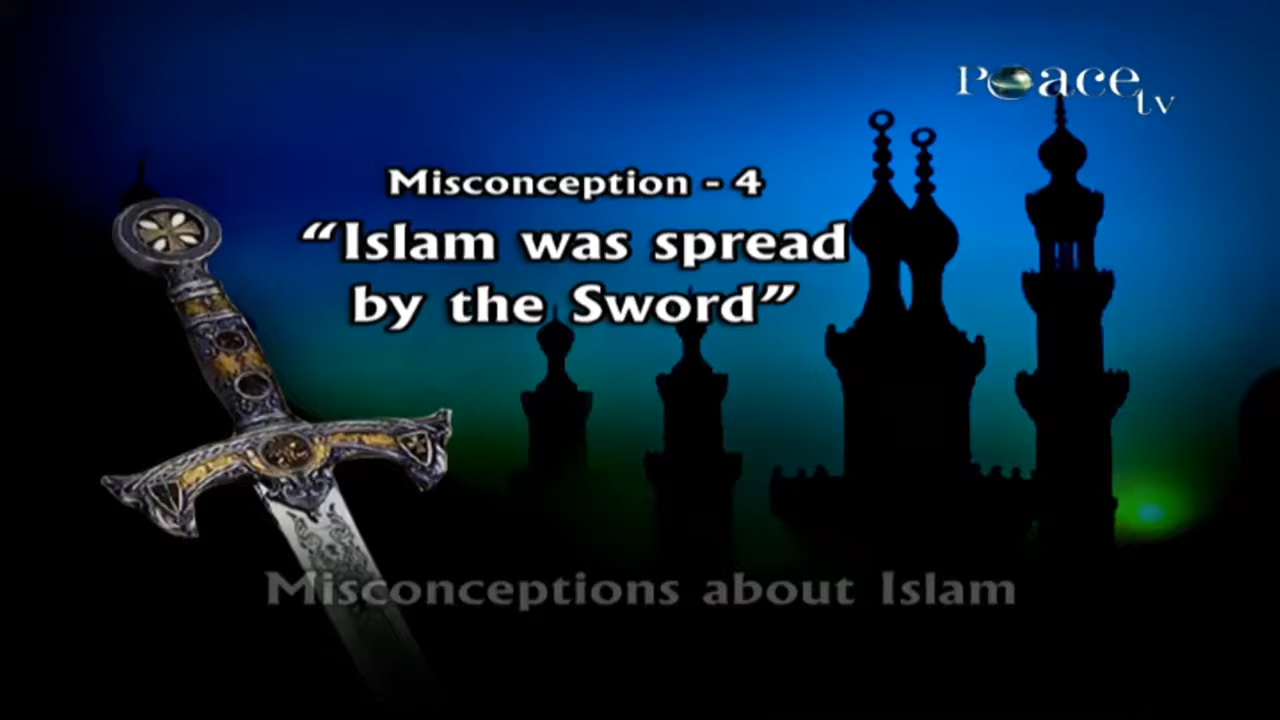 Peace tv
Misconception - 4
“Islam was spread
by the Sword”
Misconceptions about Islam